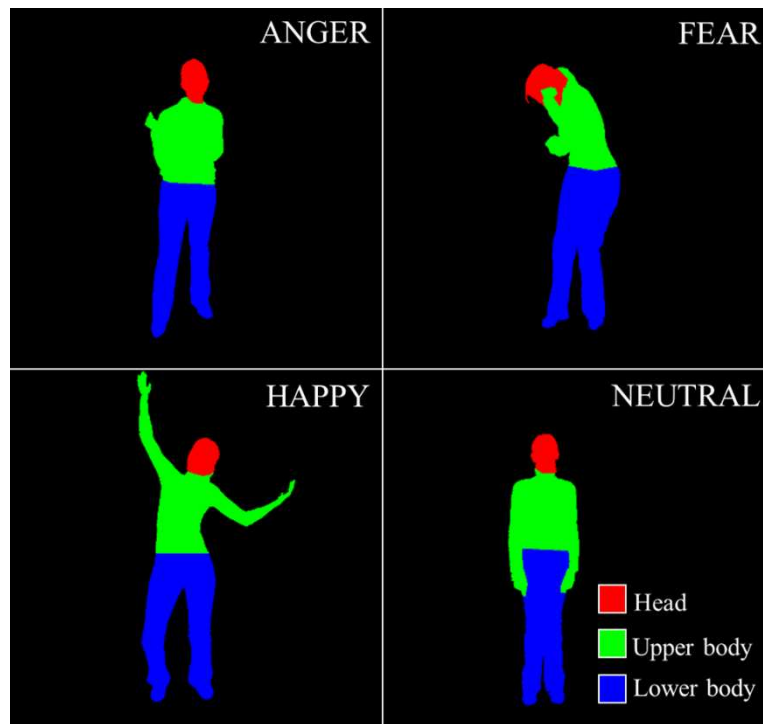 ANGER
FEAR
HAPPY
NEUTRAL
Head
Upper body
Lower body